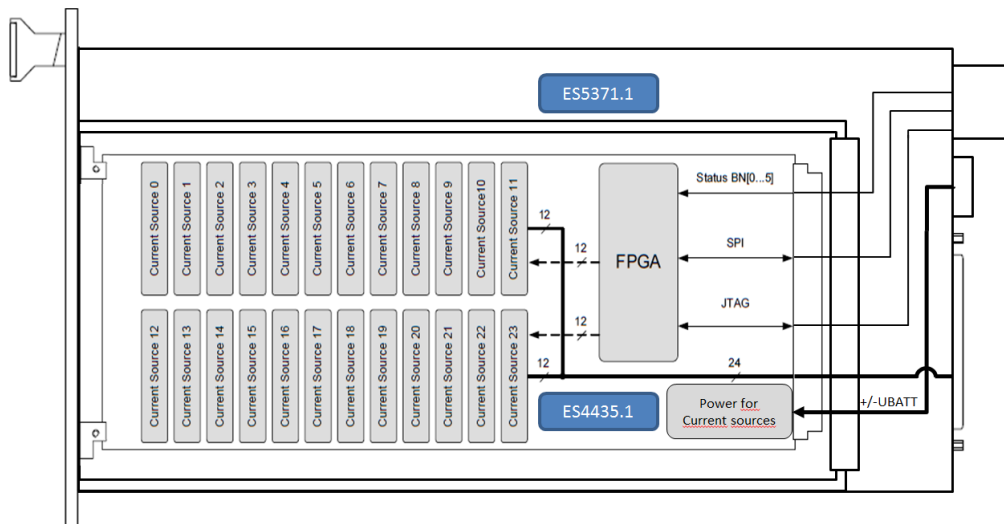 ES5371.1
Current Source 0
Current Source 1
Current Source 2
Current Source 3
Current Source 4
Current Source 5
Current Source 6
Current Source 7
Current Source 8
Current Source 9
Current Source10
Current Source 11
12
12
FPGA
Status BN[0...5]
SPI
JTAG
Current Source 12
Current Source 13
Current Source 14
Current Source 15
Current Source 16
Current Source 17
Current Source 18
Current Source 19
Current Source 20
Current Source 21
Current Source 22
Current Source 23
12
12
24
ES4435.1
Power for
Current sources
+/-UBATT